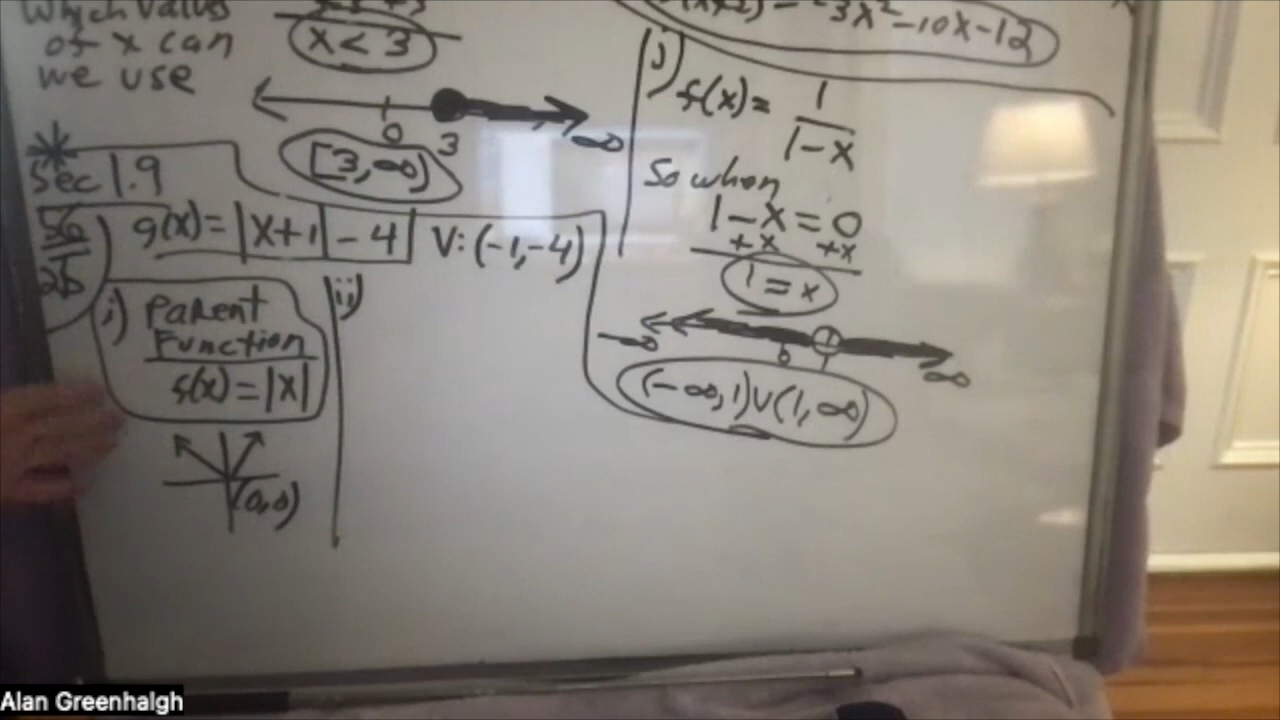 Which values
of x can
we use
x < 3
0
3
∞
[3, ∞)
-3x² - 10x - 12
j) f(x) = 1/(1-x)
So when
1 - x = 0
+x +x
1 = x
-∞
0
1
∞
(-∞, 1) ∪ (1, ∞)
* Sec 1.9
56
g(x) = |x+1| - 4
V: (-1, -4)
i) Parent
Function
f(x) = |x|
(0,0)
ii)
Alan Greenhalgh